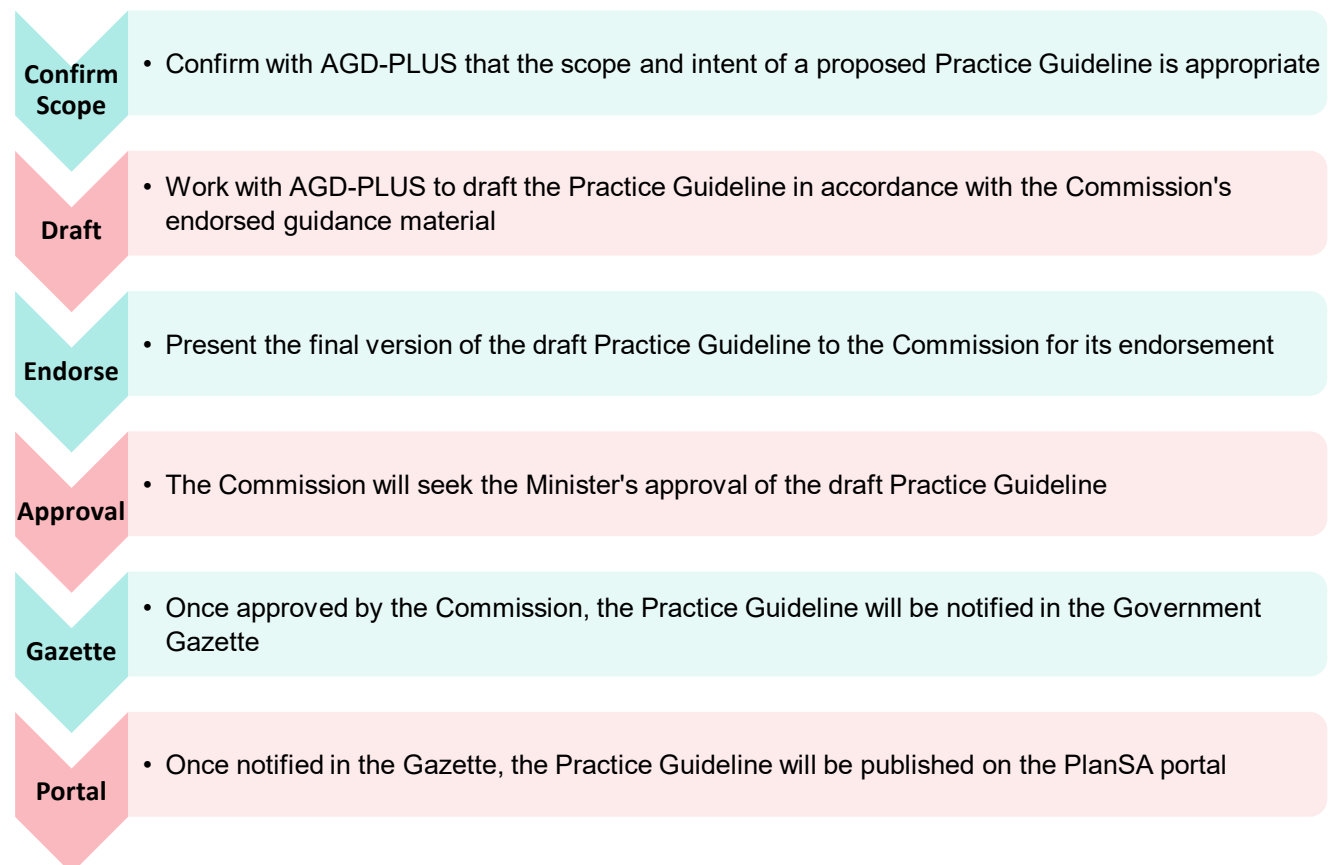 Confirm
Scope
• Confirm with AGD-PLUS that the scope and intent of a proposed Practice Guideline is appropriate
Draft
• Work with AGD-PLUS to draft the Practice Guideline in accordance with the Commission's
endorsed guidance material
Endorse
• Present the final version of the draft Practice Guideline to the Commission for its endorsement
Approval
• The Commission will seek the Minister's approval of the draft Practice Guideline
Gazette
• Once approved by the Commission, the Practice Guideline will be notified in the Government
Gazette
Portal
• Once notified in the Gazette, the Practice Guideline will be published on the PlanSA portal